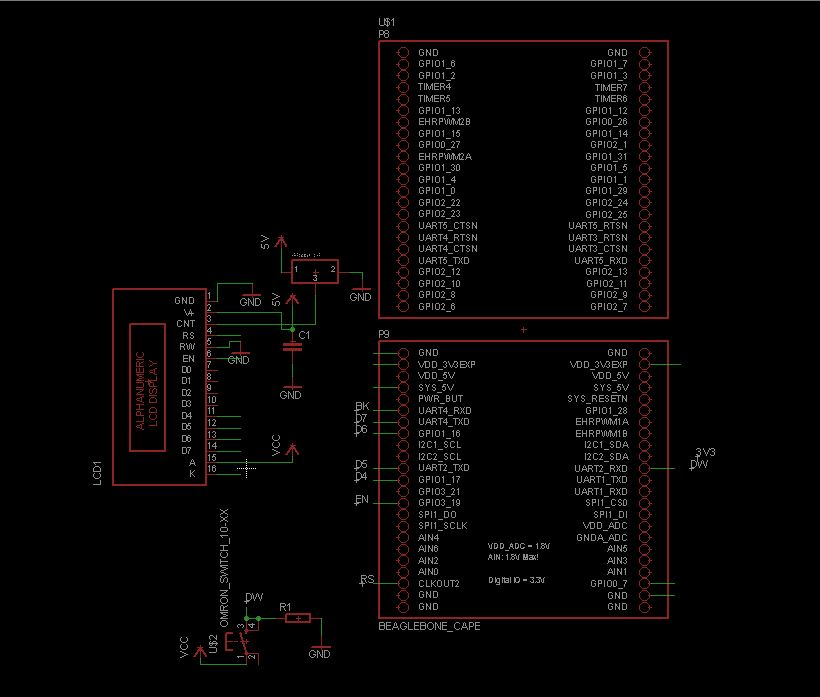 U$1
P8
GND GND
GPIO1_6 GPIO1_7
GPIO1_2 GPIO1_3
TIMER4 TIMER7
TIMER5 TIMER6
GPIO1_13 GPIO1_12
EHRPWM2B GPIO0_26
GPIO1_15 GPIO1_14
GPIO0_27 GPIO2_1
EHRPWM2A GPIO1_31
GPIO1_30 GPIO1_5
GPIO1_4 GPIO1_1
GPIO1_0 GPIO1_29
GPIO2_22 GPIO2_24
GPIO2_23 GPIO2_25
UART5_CTSN UART5_RTSN
UART4_RTSN UART3_RTSN
UART4_CTSN UART3_CTSN
UART5_TXD UART5_RXD
GPIO2_12 GPIO2_13
GPIO2_10 GPIO2_11
GPIO2_8 GPIO2_9
GPIO2_6 GPIO2_7
5V
1 2
3
GND
5V
GND
C1
GND
GND
GND 1
V+ 2
CNT 3
RS 4
RW 5
EN 6
D0 7
D1 8
D2 9
D3 10
D4 11
D5 12
D6 13
D7 14
A 15
K 16
ALPHANUMERIC
LCD DISPLAY
LCD1
VCC
P9
GND GND
VDD_3V3EXP VDD_3V3EXP
VDD_5V VDD_5V
SYS_5V SYS_5V
PWR_BUT SYS_RESETN
BK UART4_RXD GPIO1_28
D7 UART4_TXD EHRPWM1A
D6 GPIO1_16 EHRPWM1B
I2C1_SCL I2C1_SDA
I2C2_SCL I2C2_SDA
D5 UART2_TXD UART2_RXD
D4 GPIO1_17 UART1_TXD
GPIO3_21 UART1_RXD
EN GPIO3_19 SPI1_CS0
SPI1_DO SPI1_DI
SPI1_SCLK VDD_ADC
AIN4 GNDA_ADC
AIN6 AIN5
AIN2 AIN3
AIN0 AIN1
RS CLKOUT2 GPIO0_7
GND GND
GND GND
VDD_ADC = 1.8V
AIN: 1.8V Max!
Digital IO = 3.3V
3V3
DW
BEAGLEBONE_CAPE
OMRON_SWITCH_10-XX
U$2
DW
3 4
1 2
VCC
R1
GND